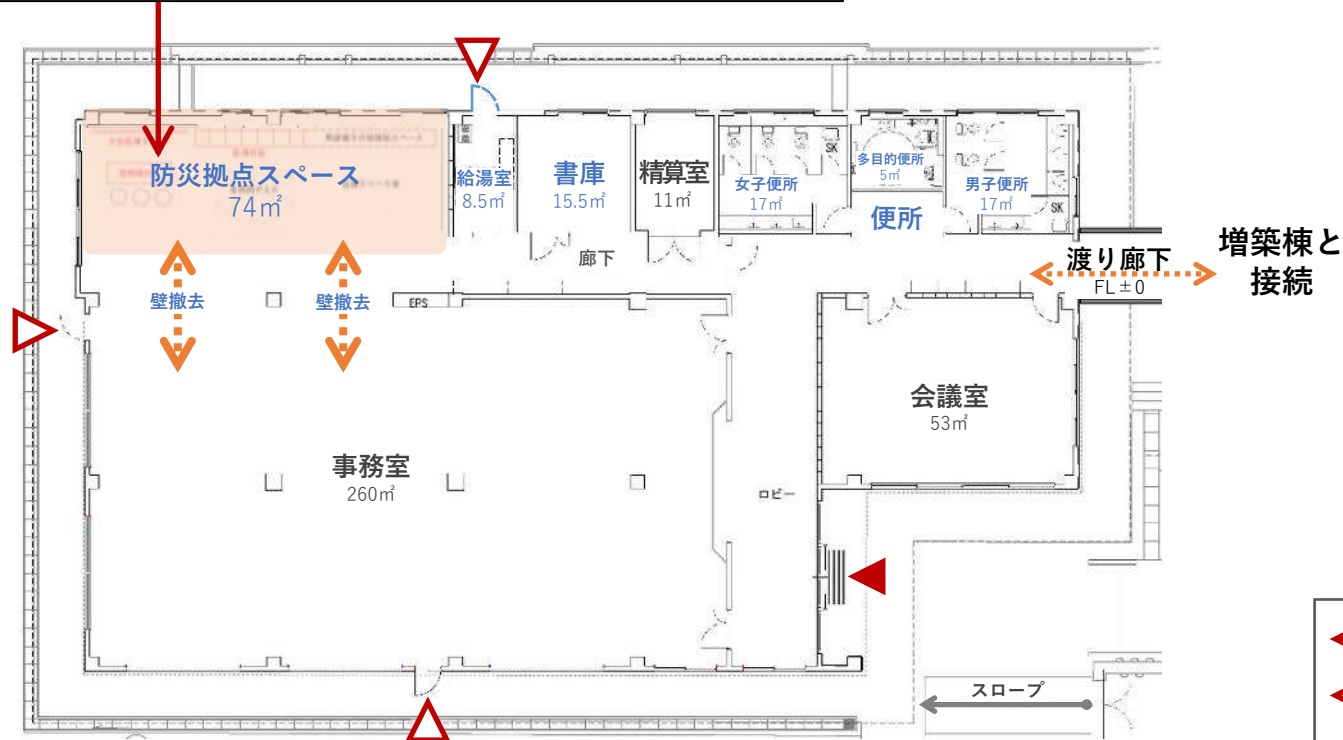 防災拠点スペース
74㎡
給湯室
8.5㎡
書庫
15.5㎡
精算室
11㎡
女子便所
17㎡
SK
多目的便所
5㎡
男子便所
17㎡
SK
便所
廊下
渡り廊下
FL±0
増築棟と
接続
壁撤去
壁撤去
EPS
会議室
53㎡
事務室
260㎡
ロビー
スロープ